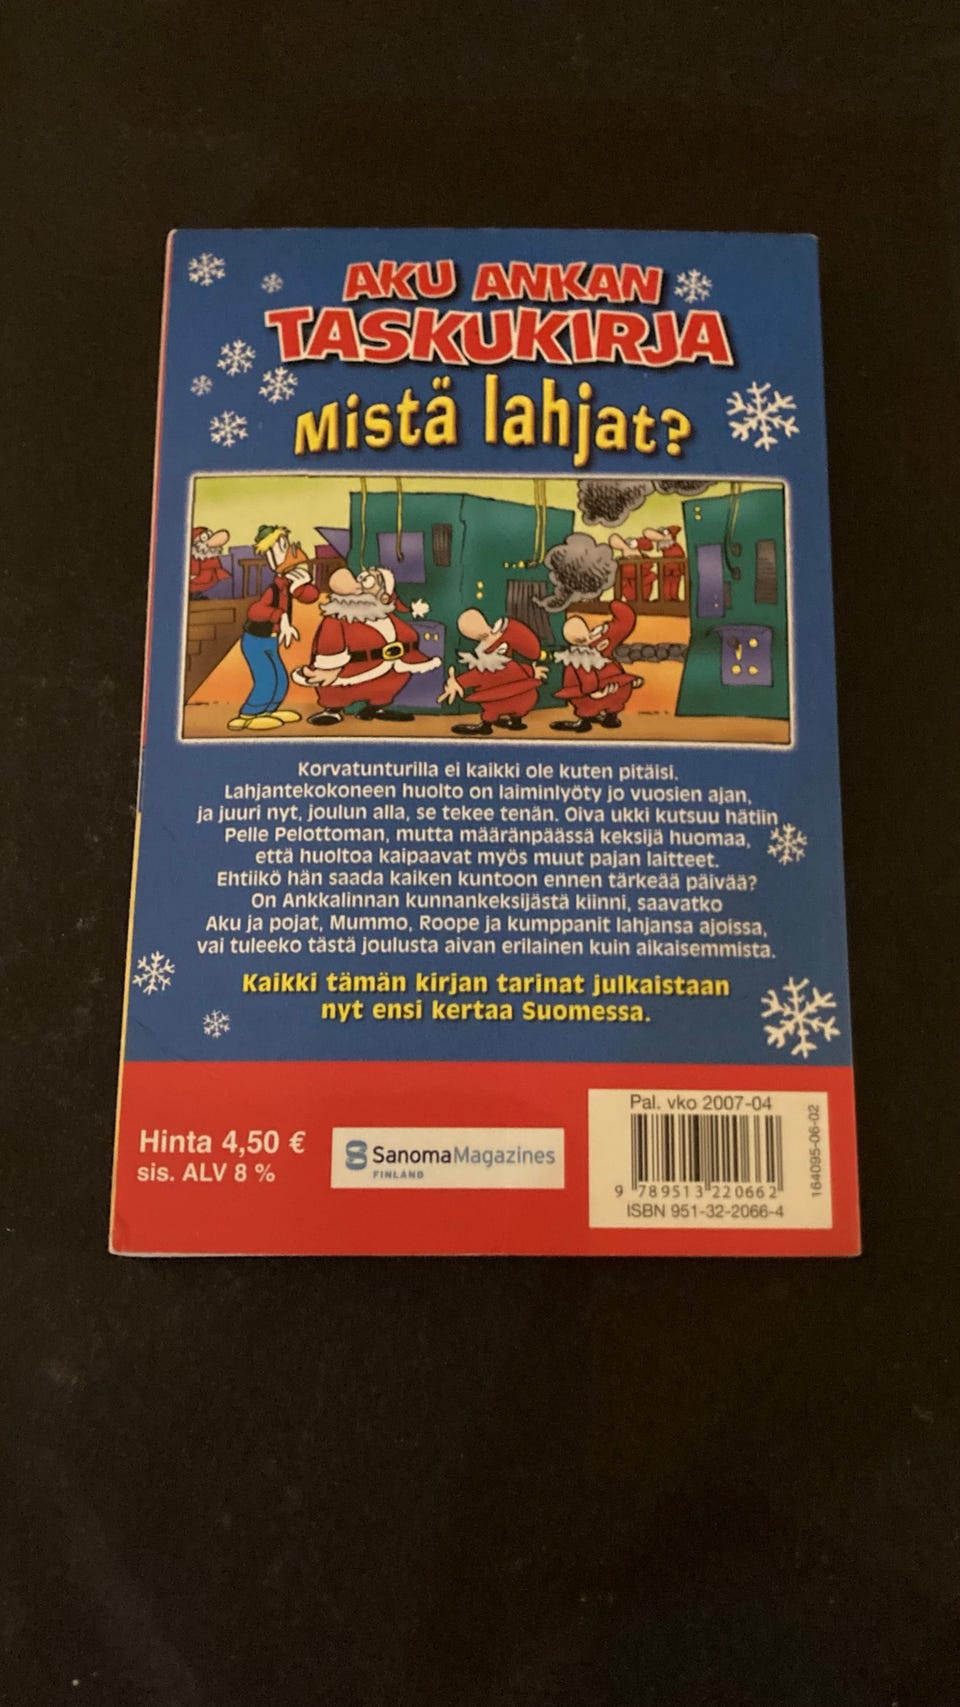 AKU ANKAN
TASKUKIRJA
Mistä lahjat?
Korvatunturilla ei kaikki ole kuten pitäisi.
Lahjantekokoneen huolto on laiminlyöty jo vuosien ajan,
ja juuri nyt, joulun alla, se tekee tenän. Oiva ukki kutsuu hätiin
Pelle Pelottoman, mutta määränpäässä keksijä huomaa,
että huoltoa kaipaavat myös muut pajan laitteet.
Ehtiikö hän saada kaiken kuntoon ennen tärkeää päivää?
On Ankkalinnan kunnankeksijästä kiinni, saavatko
Aku ja pojat, Mummo, Roope ja kumppanit lahjansa ajoissa,
vai tuleeko tästä joulusta aivan erilainen kuin aikaisemmista.
Kaikki tämän kirjan tarinat julkaistaan
nyt ensi kertaa Suomessa.
Hinta 4,50 €
sis. ALV 8 %
SanomaMagazines
FINLAND
Pal. vko 2007-04
9 789513 220662
ISBN 951-32-2066-4
164095-06-02